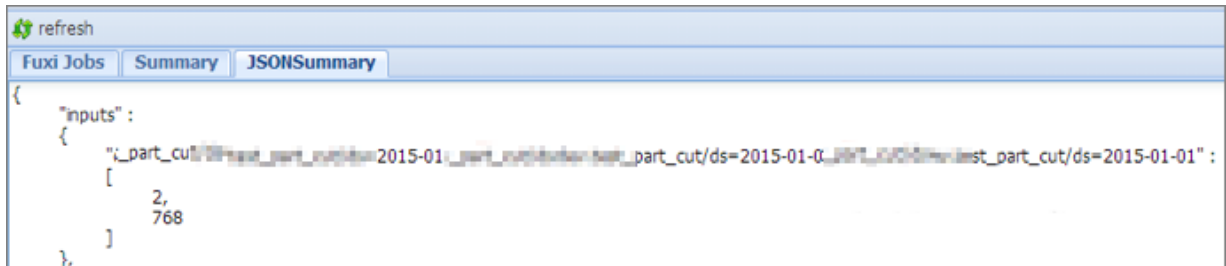 refresh
Fuxi Jobs Summary JSONSummary
{
"inputs" :
{
2015-01 _part_cut/ds=2015-01-0 est_part_cut/ds=2015-01-01" :
[
2,
768
]
},